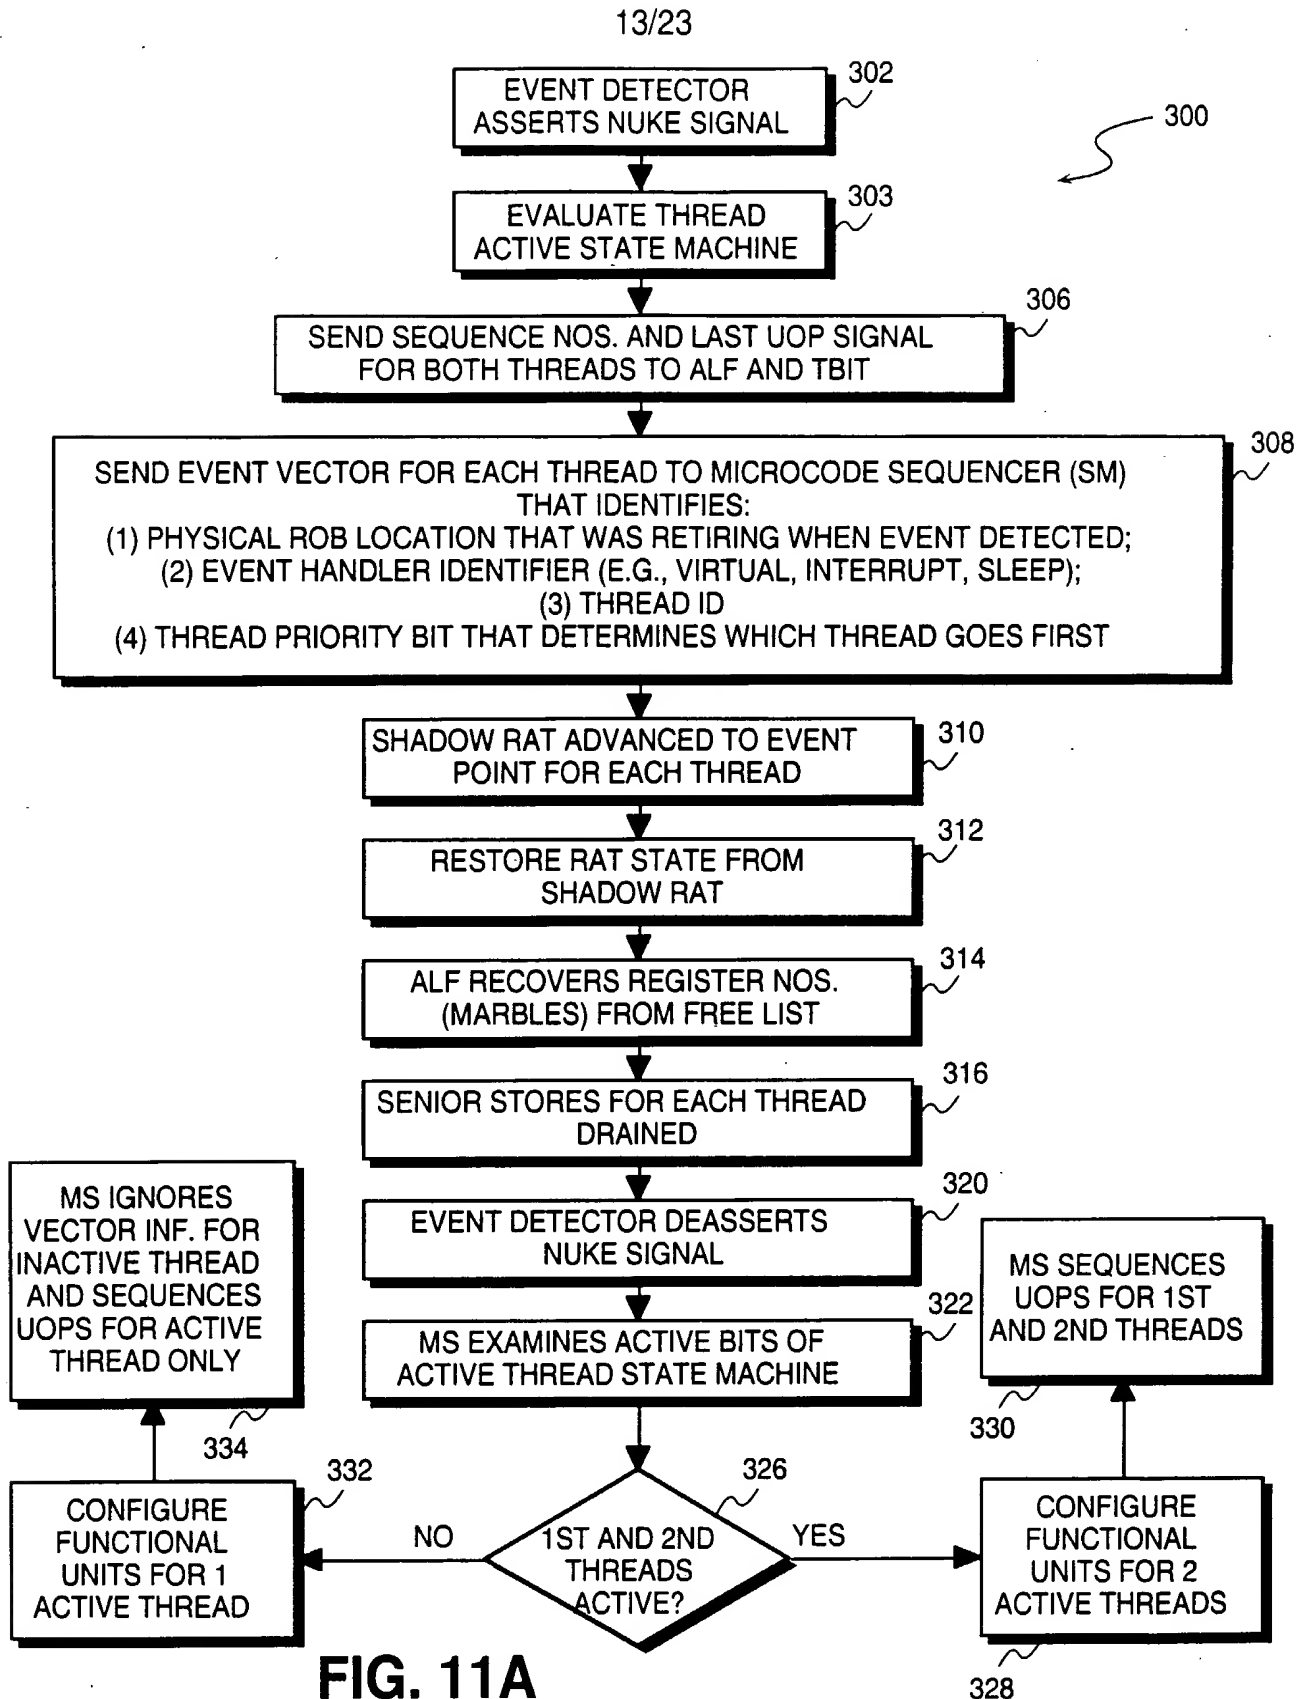 13/23
EVENT DETECTOR
ASSERTS NUKE SIGNAL
302
300
EVALUATE THREAD
ACTIVE STATE MACHINE
303
SEND SEQUENCE NOS. AND LAST UOP SIGNAL
FOR BOTH THREADS TO ALF AND TBIT
306
SEND EVENT VECTOR FOR EACH THREAD TO MICROCODE SEQUENCER (SM)
THAT IDENTIFIES:
(1) PHYSICAL ROB LOCATION THAT WAS RETIRING WHEN EVENT DETECTED;
(2) EVENT HANDLER IDENTIFIER (E.G., VIRTUAL, INTERRUPT, SLEEP);
(3) THREAD ID
(4) THREAD PRIORITY BIT THAT DETERMINES WHICH THREAD GOES FIRST
308
SHADOW RAT ADVANCED TO EVENT
POINT FOR EACH THREAD
310
RESTORE RAT STATE FROM
SHADOW RAT
312
ALF RECOVERS REGISTER NOS.
(MARBLES) FROM FREE LIST
314
SENIOR STORES FOR EACH THREAD
DRAINED
316
EVENT DETECTOR DEASSERTS
NUKE SIGNAL
320
MS EXAMINES ACTIVE BITS OF
ACTIVE THREAD STATE MACHINE
322
1ST AND 2ND
THREADS
ACTIVE?
326
NO
YES
CONFIGURE
FUNCTIONAL
UNITS FOR 1
ACTIVE THREAD
332
MS IGNORES
VECTOR INF. FOR
INACTIVE THREAD
AND SEQUENCES
UOPS FOR ACTIVE
THREAD ONLY
334
CONFIGURE
FUNCTIONAL
UNITS FOR 2
ACTIVE THREADS
328
MS SEQUENCES
UOPS FOR 1ST
AND 2ND THREADS
330
FIG. 11A